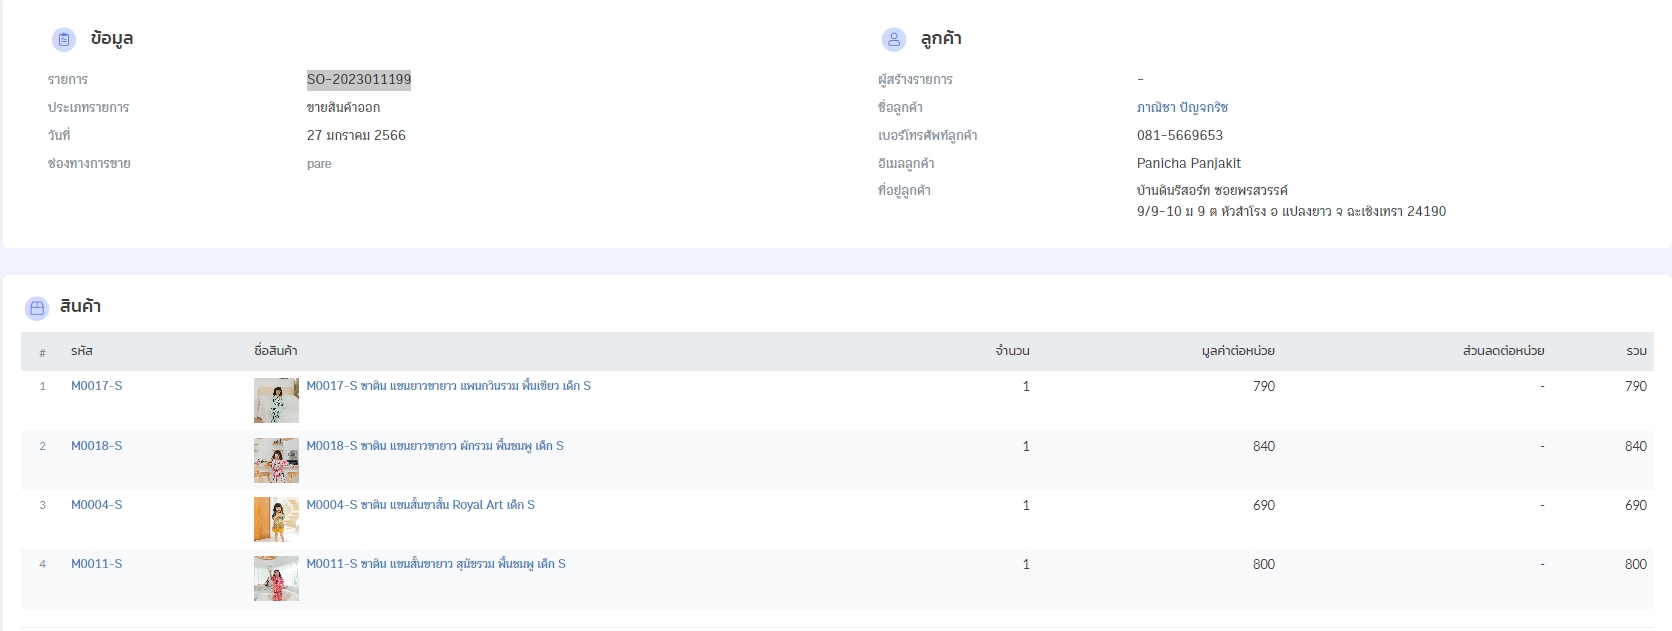 ข้อมูล
รายการ SO-2023011199
ประเภทรายการ ขายสินค้าออก
วันที่ 27 มกราคม 2566
ช่องทางการขาย pare
ลูกค้า
ผู้สร้างรายการ -
ชื่อลูกค้า ภาณิชา ปัญจกริช
เบอร์โทรศัพท์ลูกค้า 081-5669653
อีเมลลูกค้า Panicha Panjakit
ที่อยู่ลูกค้า บ้านดินรีสอร์ท ซอยพรสวรรค์
9/9-10 ม 9 ต หัวสำโรง อ แปลงยาว จ ฉะเชิงเทรา 24190
สินค้า
# รหัส ชื่อสินค้า จำนวน มูลค่าต่อหน่วย ส่วนลดต่อหน่วย รวม
1 M0017-S M0017-S ซาติน แขนยาวขายาว แพนกวินรวม พื้นเขียว เด็ก S 1 790 - 790
2 M0018-S M0018-S ซาติน แขนยาวขายาว ผักรวม พื้นชมพู เด็ก S 1 840 - 840
3 M0004-S M0004-S ซาติน แขนสั้นขาสั้น Royal Art เด็ก S 1 690 - 690
4 M0011-S M0011-S ซาติน แขนสั้นขายาว สุนัขรวม พื้นชมพู เด็ก S 1 800 - 800